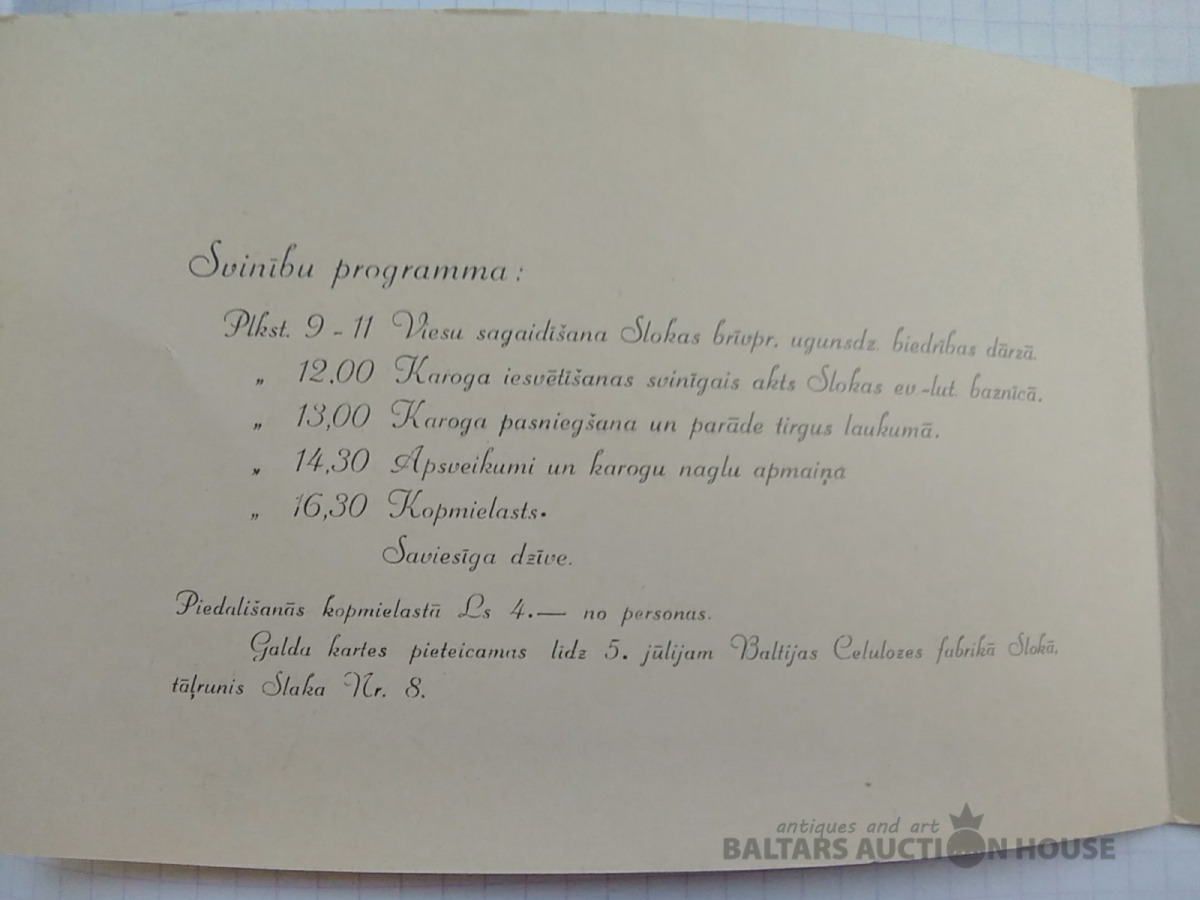 Svinību programma:
Plkst. 9 - 11 Viesu sagaidīšana Slokas brīvpr. ugunsdz. biedrības dārzā.
„ 12.00 Karoga iesvētīšanas svinīgais akts Slokas ev.-lut. baznīcā.
„ 13,00 Karoga pasniegšana un parāde tirgus laukumā.
„ 14,30 Apsveikumi un karogu naglu apmaiņa
„ 16,30 Kopmielasts.
Saviesīga dzīve.
Piedalīšanās kopmielastā Ls 4.— no personas.
Galda kartes pieteicamas līdz 5. jūlijam Baltijas Celulozes fabrikā Slokā,
tāļrunis Slaka Nr. 8.
antiques and art
BALTARS AUCTION HOUSE